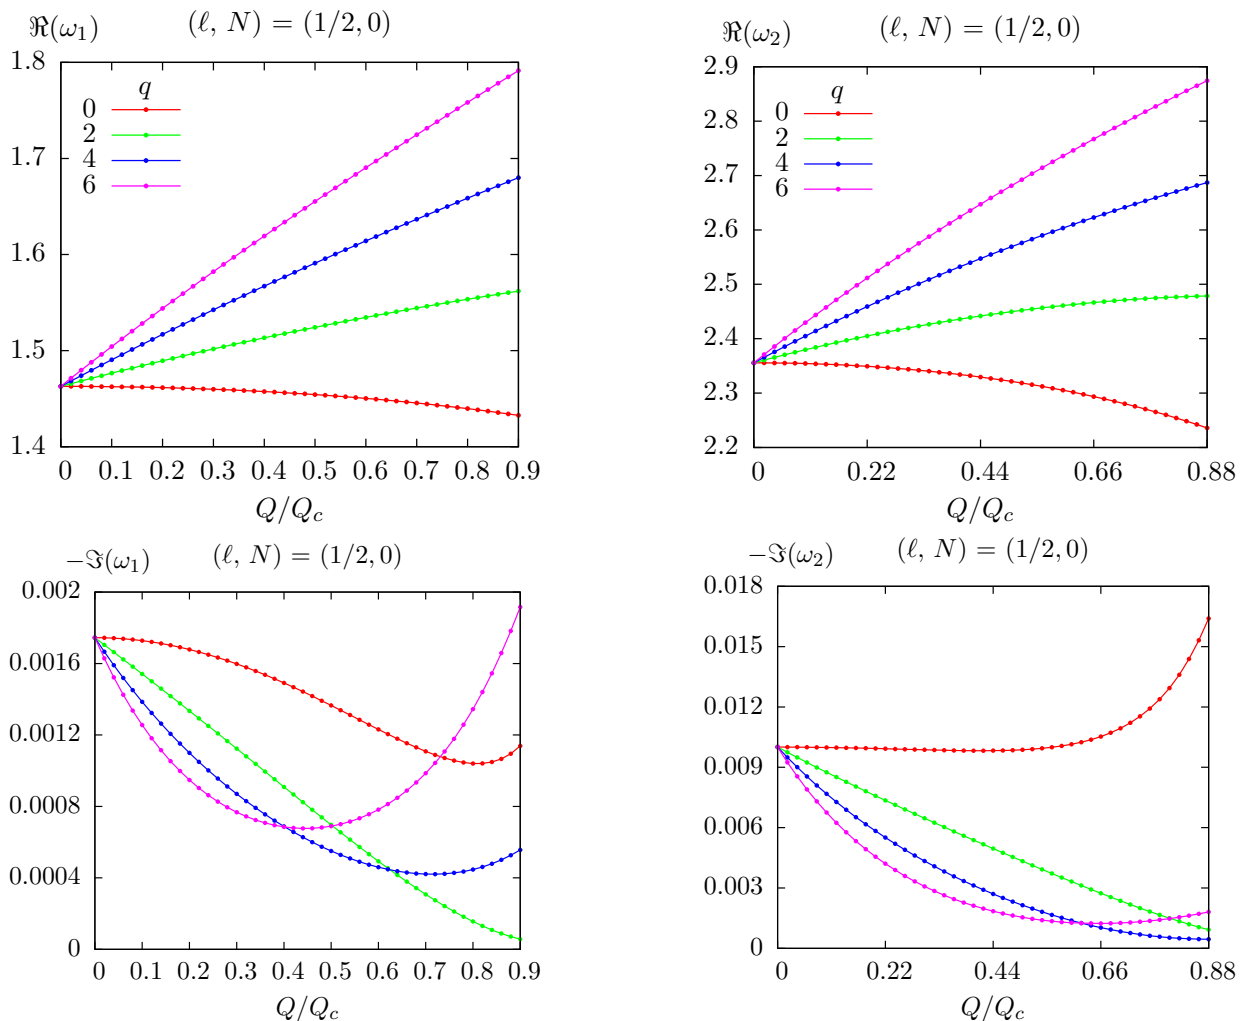 ℜ(ω₁) (ℓ, N) = (1/2, 0)
1.8
1.7
1.6
1.5
1.4
q
0
2
4
6
0 0.1 0.2 0.3 0.4 0.5 0.6 0.7 0.8 0.9
Q/Q_c
ℜ(ω₂) (ℓ, N) = (1/2, 0)
2.9
2.8
2.7
2.6
2.5
2.4
2.3
2.2
q
0
2
4
6
0 0.22 0.44 0.66 0.88
Q/Q_c
−ℑ(ω₁) (ℓ, N) = (1/2, 0)
0.002
0.0016
0.0012
0.0008
0.0004
0
0 0.1 0.2 0.3 0.4 0.5 0.6 0.7 0.8 0.9
Q/Q_c
−ℑ(ω₂) (ℓ, N) = (1/2, 0)
0.018
0.015
0.012
0.009
0.006
0.003
0
0 0.22 0.44 0.66 0.88
Q/Q_c